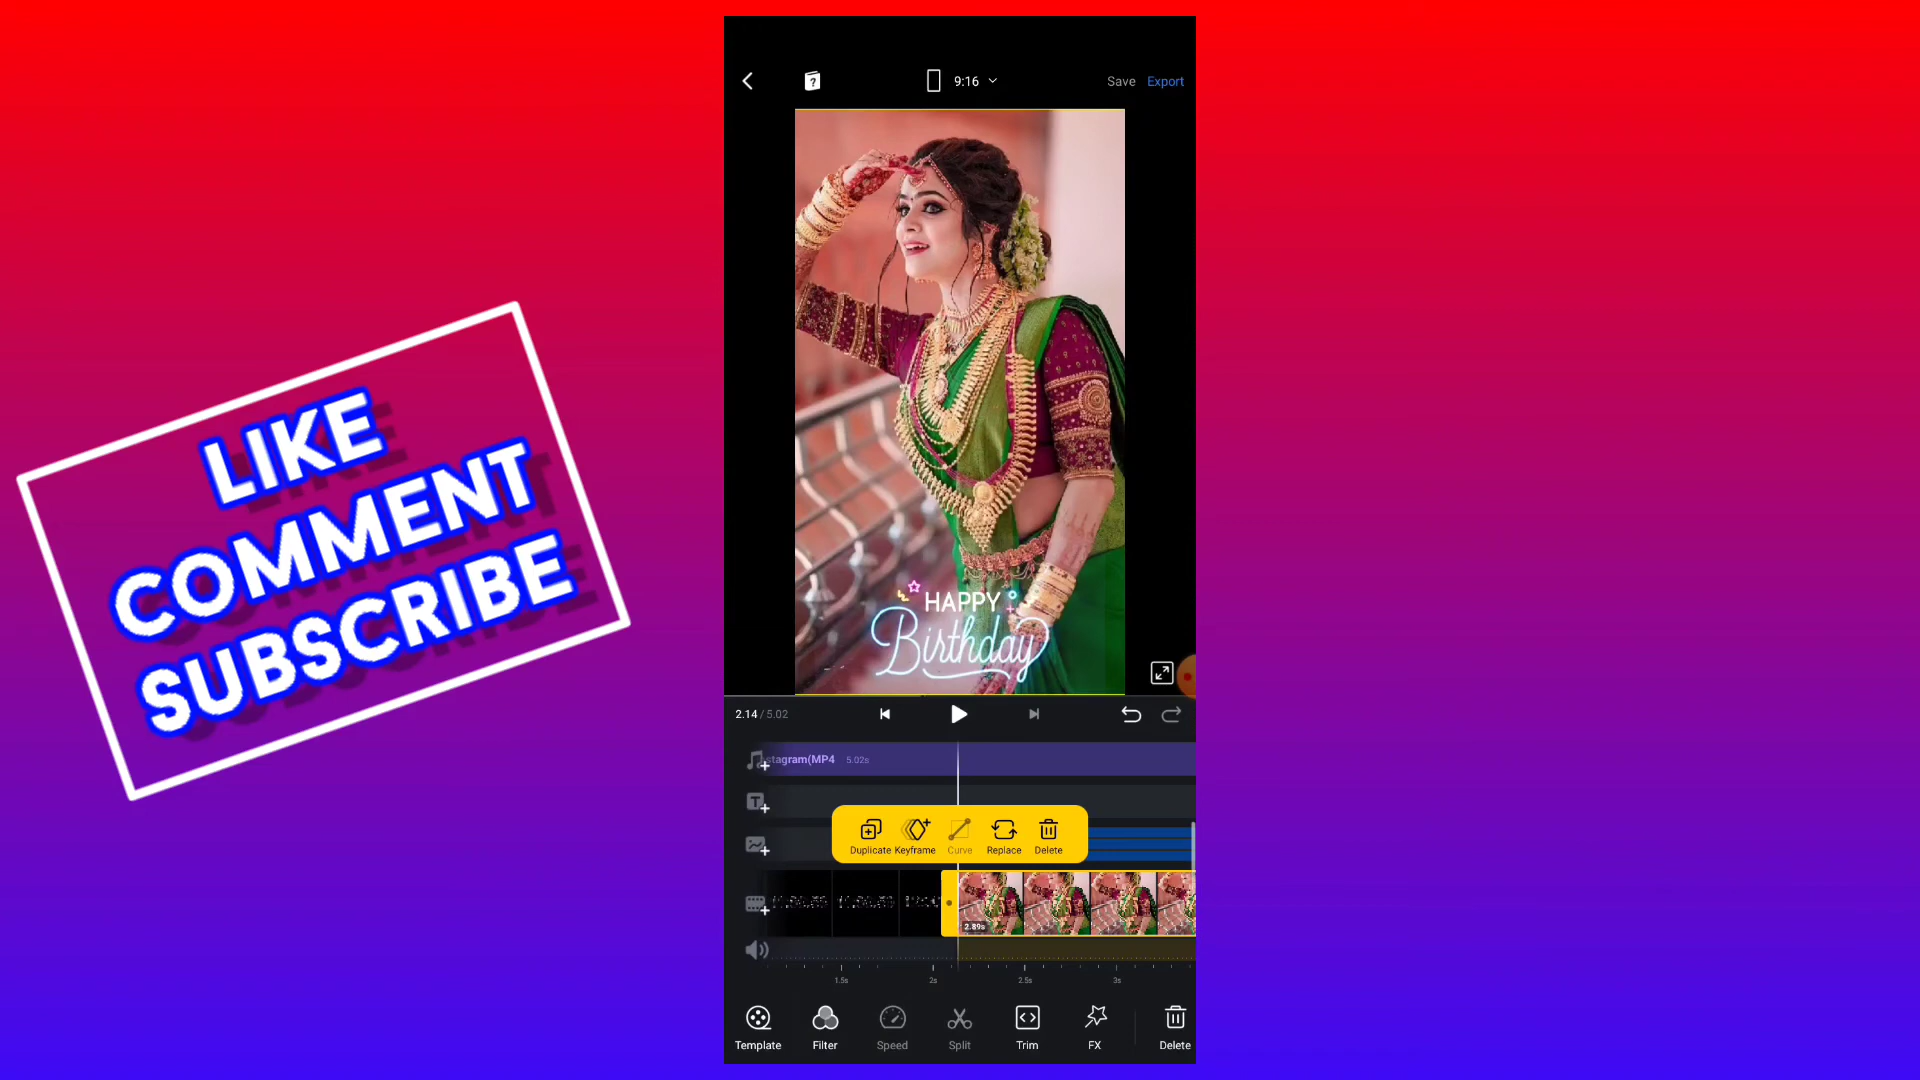 LIKE
COMMENT
SUBSCRIBE
9:16
Save
Export
HAPPY
Birthday
2.14 / 5.02
stagram(MP4 5.02s
Duplicate
Keyframe
Curve
Replace
Delete
2.89s
1.5s
2s
2.5s
3s
Template
Filter
Speed
Split
Trim
FX
Delete